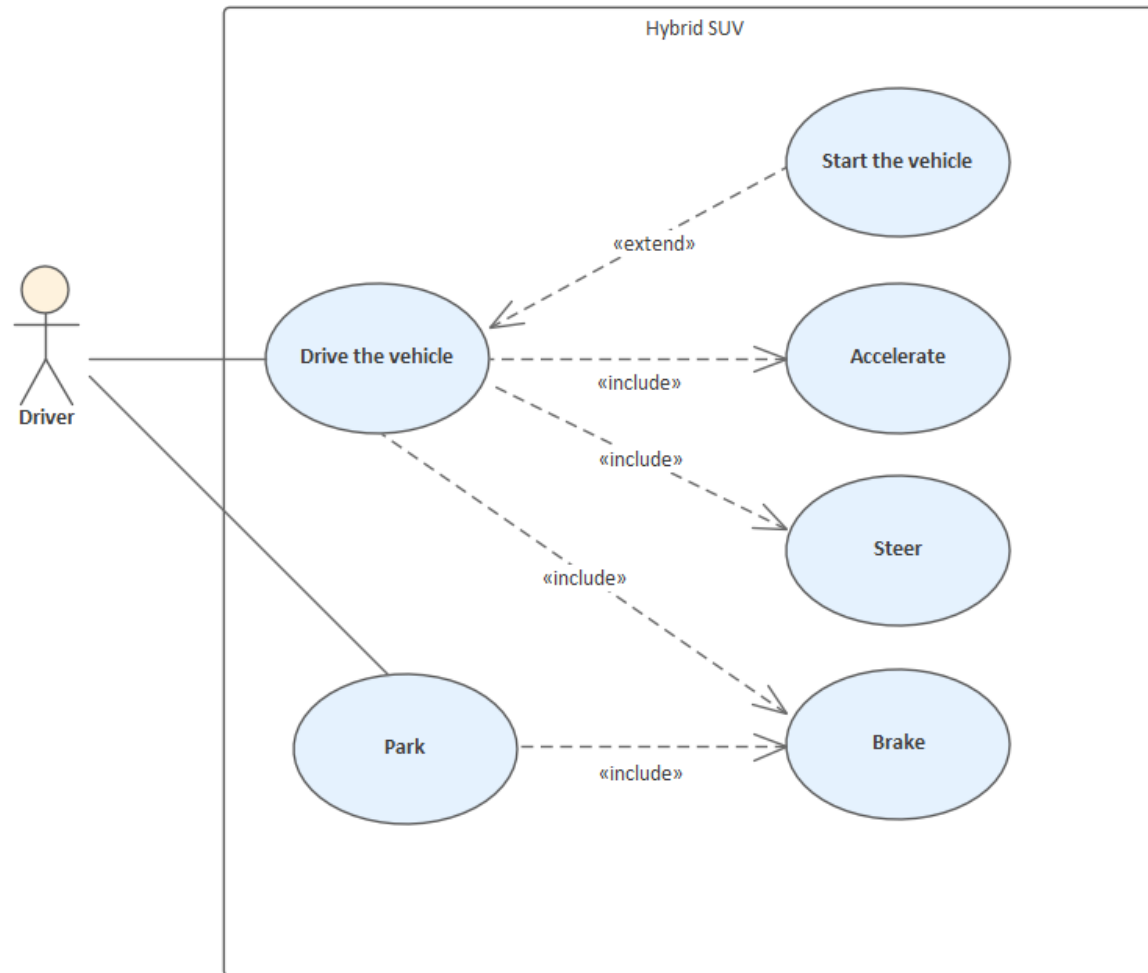 Hybrid SUV
Start the vehicle
«extend»
Drive the vehicle
Accelerate
«include»
Driver
«include»
Steer
«include»
Park
Brake
«include»